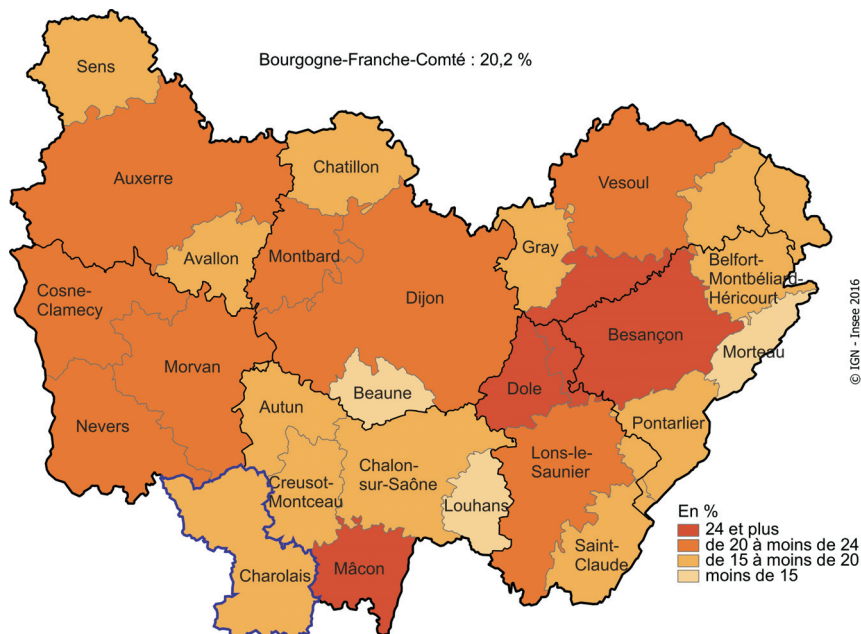 Bourgogne-Franche-Comté : 20,2 %
Sens
Auxerre
Chatillon
Vesoul
Avallon
Montbard
Gray
Belfort-
Montbéliard-
Héricourt
Cosne-
Clamecy
Dijon
Besançon
Morteau
Morvan
Dole
Beaune
Autun
Nevers
Pontarlier
Lons-le-
Saunier
Chalon-
sur-Saône
Creusot-
Montceau
Louhans
Saint-
Claude
Charolais
Mâcon
En %
24 et plus
de 20 à moins de 24
de 15 à moins de 20
moins de 15
© IGN - Insee 2016